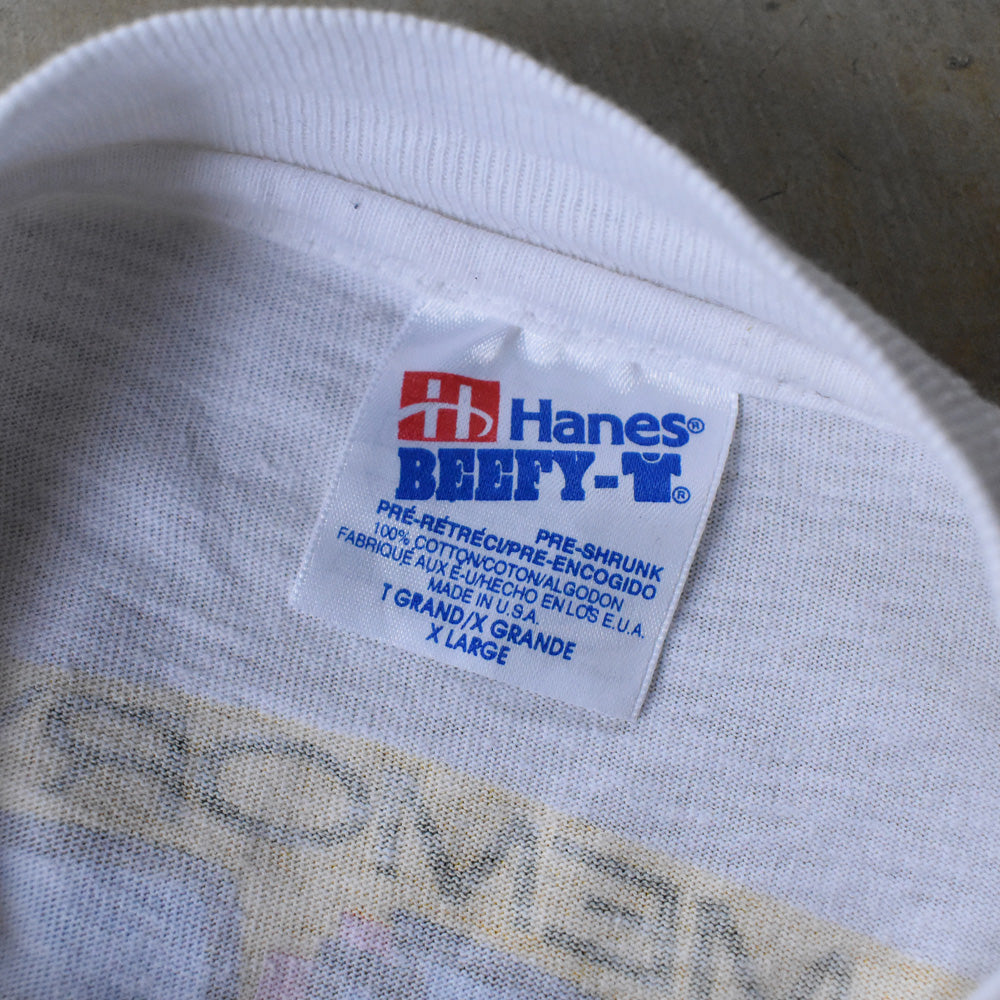 H Hanes®
BEEFY-T®
PRE-SHRUNK
PRÉ-RÉTRÉCI/PRE-ENCOGIDO
100% COTTON/COTON/ALGODON
FABRIQUÉ AUX É-U/HECHO EN LOS E.U.A.
MADE IN U.S.A.
T GRAND/X GRANDE
X LARGE
MEMOR